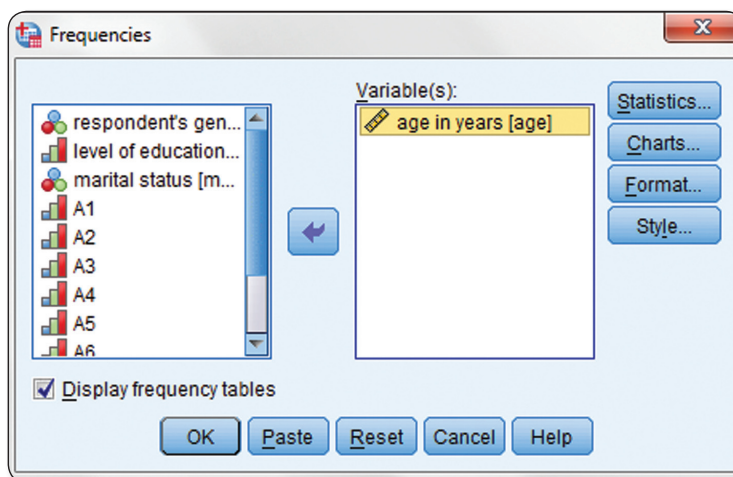 Frequencies
respondent's gen...
level of education...
marital status [m...
A1
A2
A3
A4
A5
A6
Variable(s):
age in years [age]
Statistics...
Charts...
Format...
Style...
Display frequency tables
OK
Paste
Reset
Cancel
Help